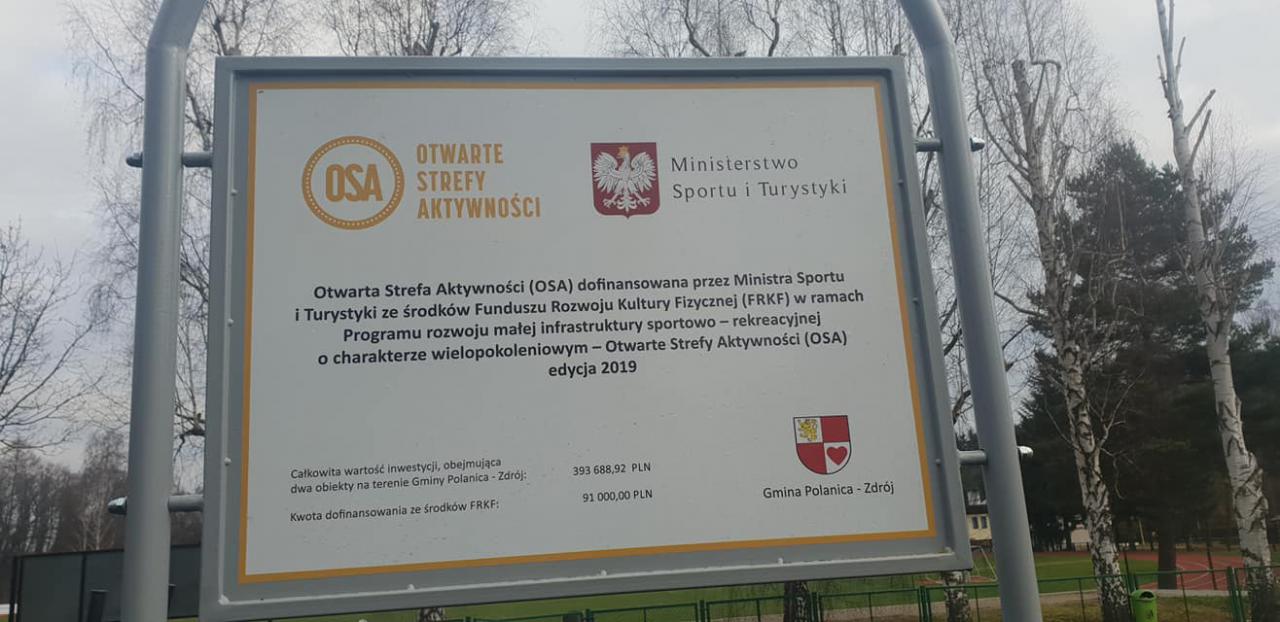 OSA
OTWARTE
STREFY
AKTYWNOŚCI
Ministerstwo
Sportu i Turystyki
Otwarta Strefa Aktywności (OSA) dofinansowana przez Ministra Sportu
i Turystyki ze środków Funduszu Rozwoju Kultury Fizycznej (FRKF) w ramach
Programu rozwoju małej infrastruktury sportowo – rekreacyjnej
o charakterze wielopokoleniowym – Otwarte Strefy Aktywności (OSA)
edycja 2019
Całkowita wartość inwestycji, obejmująca
dwa obiekty na terenie Gminy Polanica - Zdrój: 393 688,92 PLN
Kwota dofinansowania ze środków FRKF: 91 000,00 PLN
Gmina Polanica - Zdrój